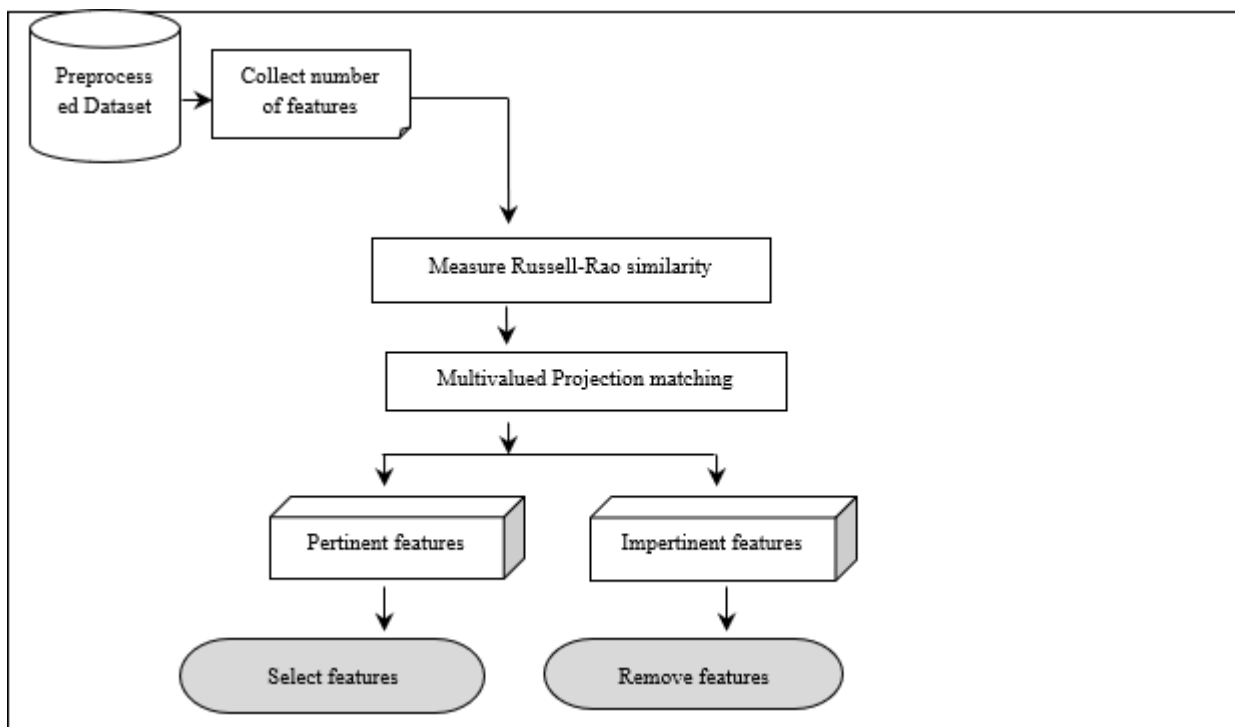 Preprocess
ed Dataset
Collect number
of features
Measure Russell-Rao similarity
Multivalued Projection matching
Pertinent features
Impertinent features
Select features
Remove features